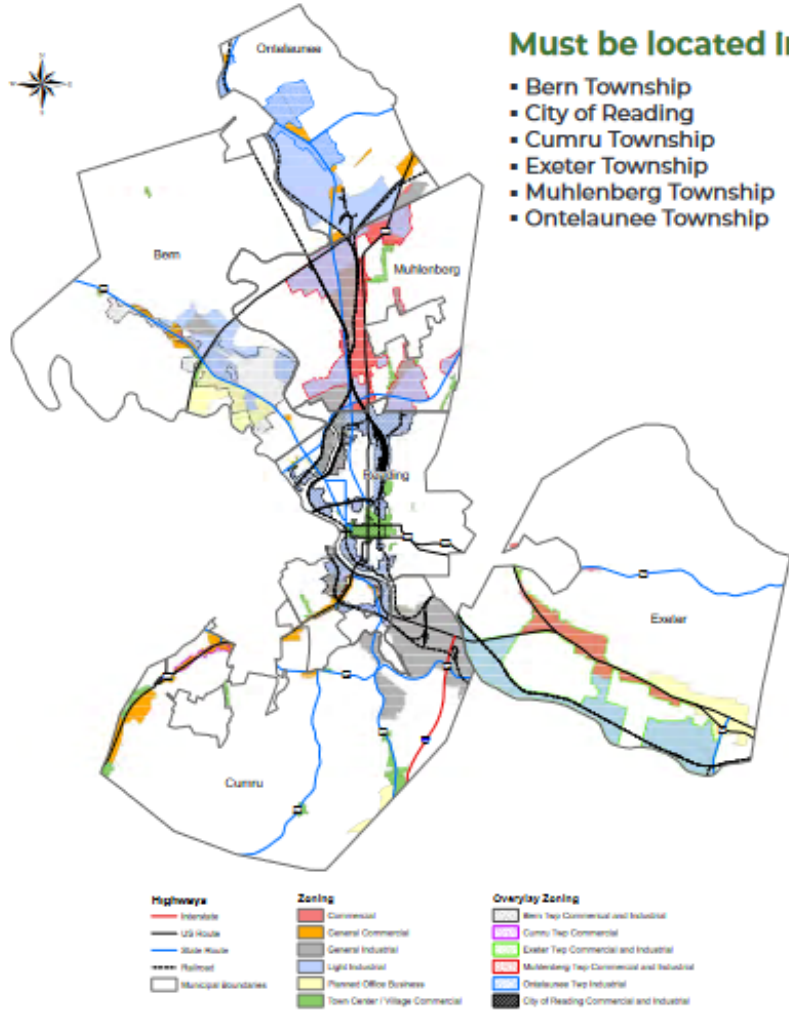 Ontelaunee
Must be located
▪ Bern Township
▪ City of Reading
▪ Cumru Township
▪ Exeter Township
▪ Muhlenberg Township
▪ Ontelaunee Township
Bern
Muhlenberg
Reading
Exeter
Cumru
Highways
Interstate
US Route
State Route
Railroad
Municipal Boundaries
Zoning
Commercial
General Commercial
General Industrial
Light Industrial
Planned Office Business
Town Center / Village Commercial
Overylay Zoning
Bern Twp Commerical and Industrial
Cumru Twp Commercial
Exeter Twp Commercial and Industrial
Muhlenberg Twp Commercial and Industrial
Ontelaunee Twp Industrial
City of Reading Commercial and Industrial